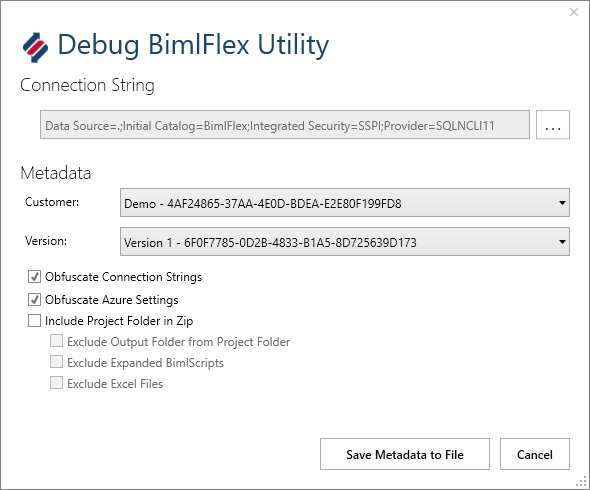 Debug BimlFlex Utility
Connection String
Data Source=.;Initial Catalog=BimlFlex;Integrated Security=SSPI;Provider=SQLNCLI11
...
Metadata
Customer: Demo - 4AF24865-37AA-4E0D-BDEA-E2E80F199FD8
Version: Version 1 - 6F0F7785-0D2B-4833-B1A5-8D725639D173
Obfuscate Connection Strings
Obfuscate Azure Settings
Include Project Folder in Zip
Exclude Output Folder from Project Folder
Exclude Expanded BimlScripts
Exclude Excel Files
Save Metadata to File Cancel